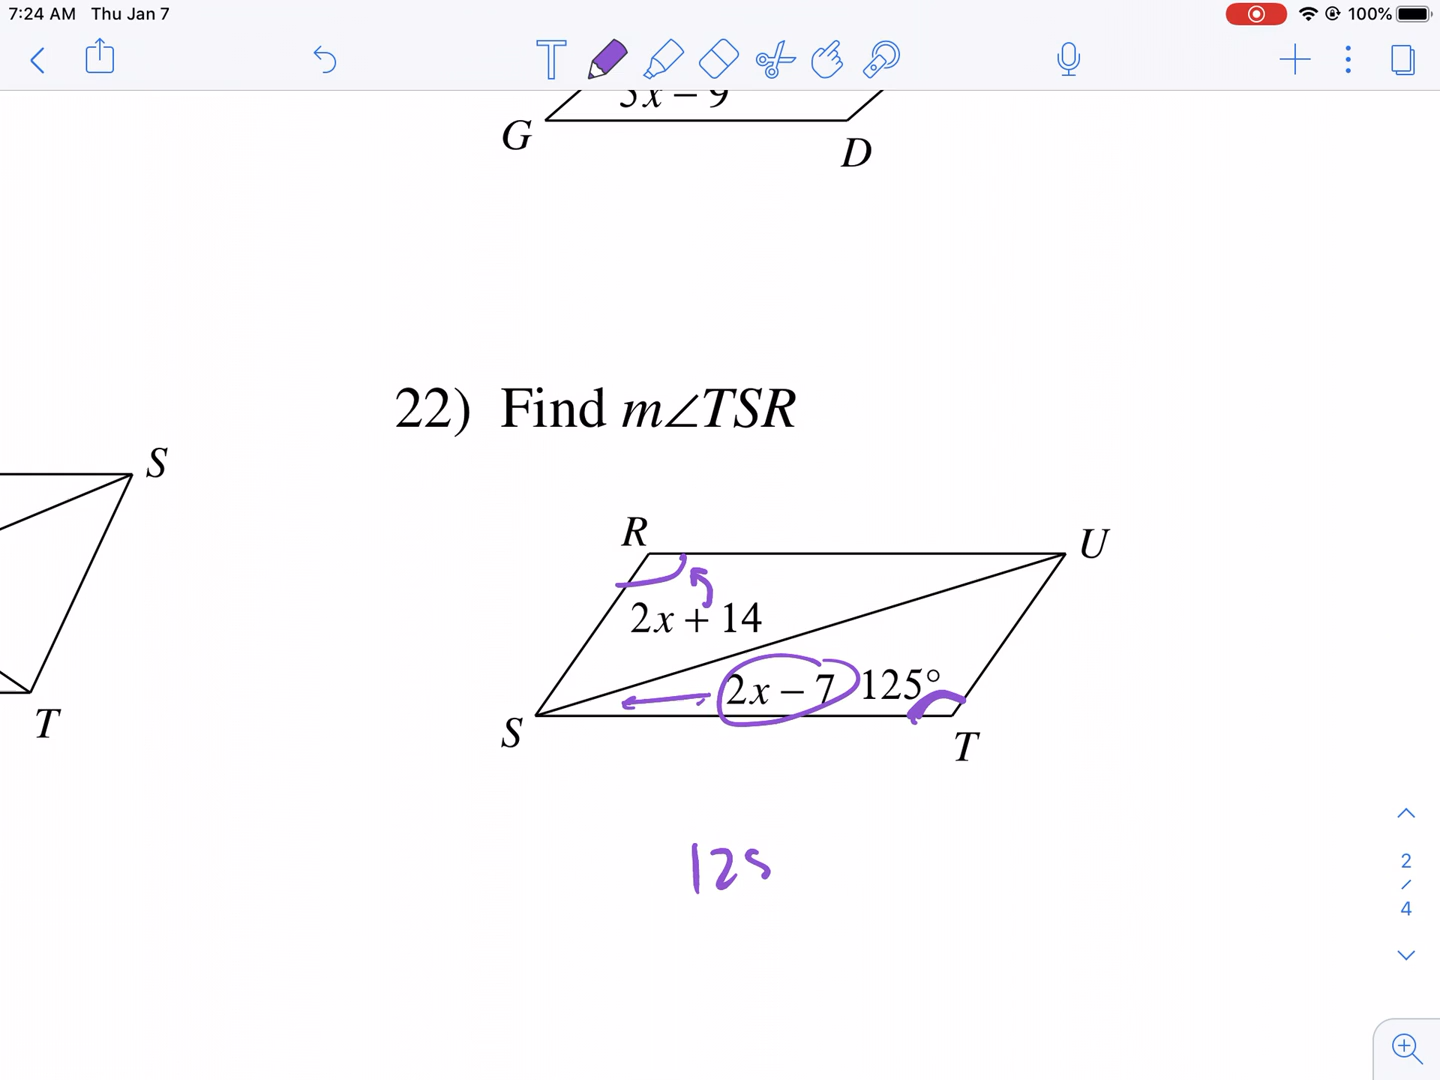 7:24 AM Thu Jan 7
100%
T
3x − 9
G
D
22) Find m∠TSR
S
R
U
2x + 14
2x − 7 125°
S
T
T
125
2
/
4